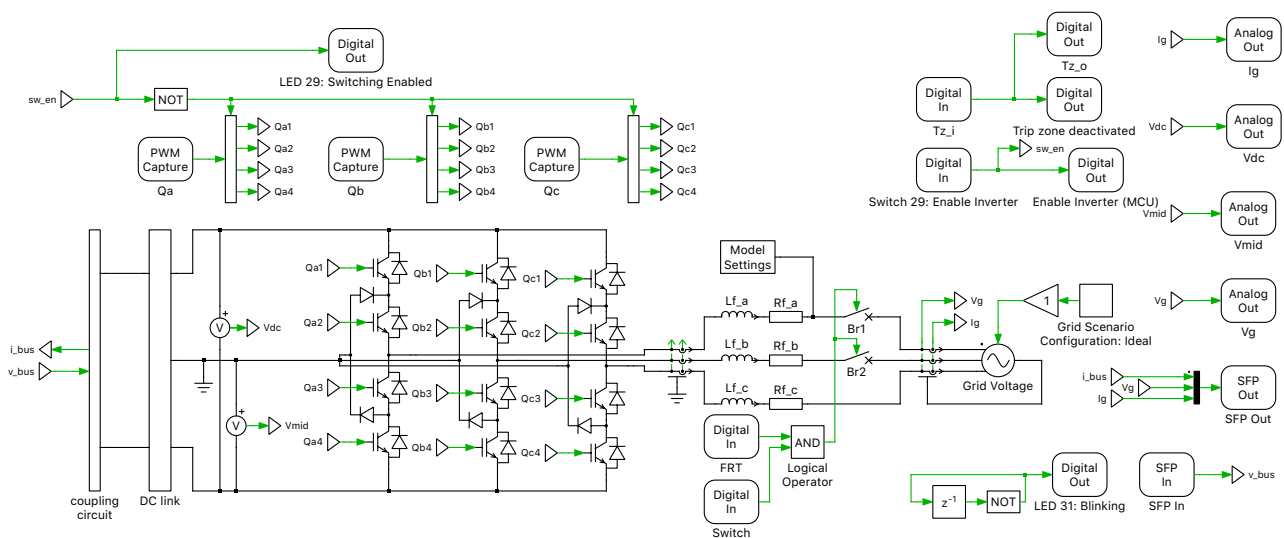 Digital
Out
LED 29: Switching Enabled
sw_en
NOT
PWM
Capture
Qa
Qa1
Qa2
Qa3
Qa4
PWM
Capture
Qb
Qb1
Qb2
Qb3
Qb4
PWM
Capture
Qc
Qc1
Qc2
Qc3
Qc4
Digital
Out
Tz_o
Digital
In
Tz_i
Digital
Out
Trip zone deactivated
sw_en
Digital
In
Switch 29: Enable Inverter
Digital
Out
Enable Inverter (MCU)
Ig
Analog
Out
Ig
Vdc
Analog
Out
Vdc
Vmid
Analog
Out
Vmid
Vg
Analog
Out
Vg
i_bus
v_bus
coupling
circuit
DC link
V
+
Vdc
V
+
Vmid
Qa1
Qa2
Qa3
Qa4
Qb1
Qb2
Qb3
Qb4
Qc1
Qc2
Qc3
Qc4
Model
Settings
Lf_a
Rf_a
Br1
Lf_b
Rf_b
Br2
Lf_c
Rf_c
Vg
Ig
1
Grid Scenario
Configuration: Ideal
Grid Voltage
Digital
In
FRT
AND
Logical
Operator
Digital
In
Switch
i_bus
Vg
Ig
SFP
Out
SFP Out
z⁻¹
NOT
Digital
Out
LED 31: Blinking
SFP
In
SFP In
v_bus